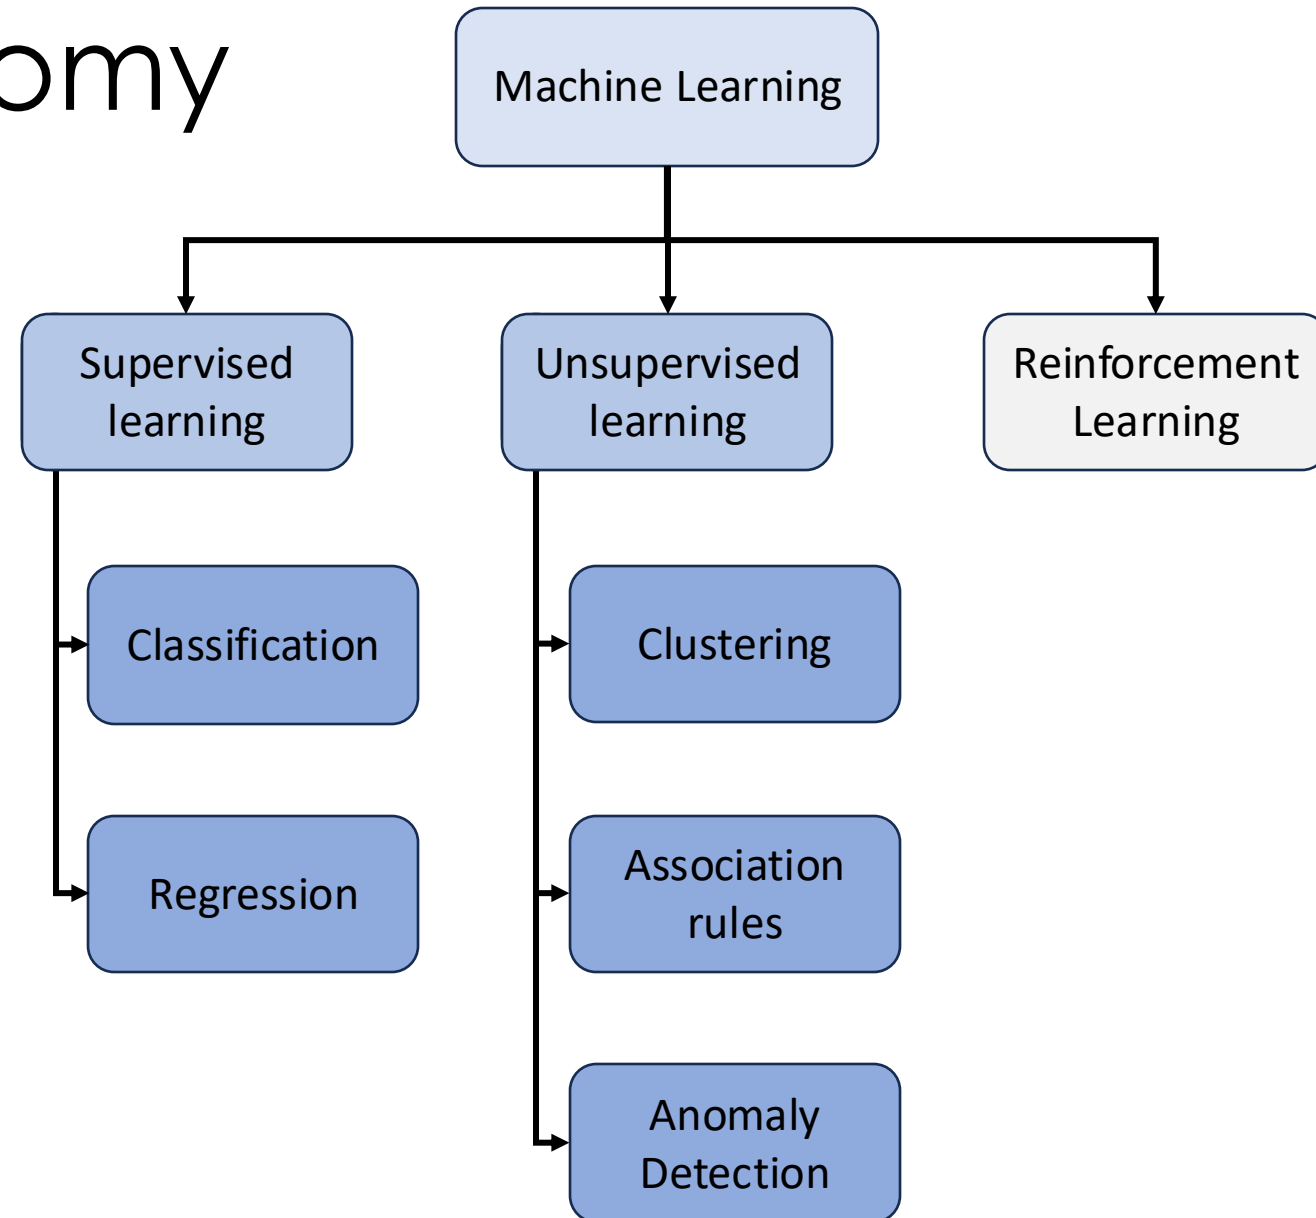 omy
Machine Learning
Supervised
learning
Unsupervised
learning
Reinforcement
Learning
Classification
Clustering
Regression
Association
rules
Anomaly
Detection